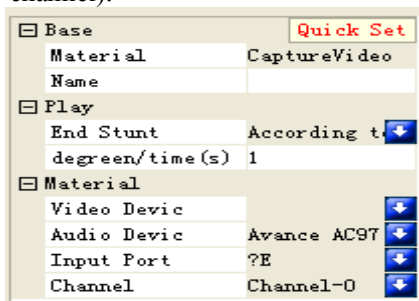 channel).
Base Quick Set
Material CaptureVideo
Name
Play
End Stunt According t
degreen/time(s) 1
Material
Video Devic
Audio Devic Avance AC97
Input Port ?E
Channel Channel-0